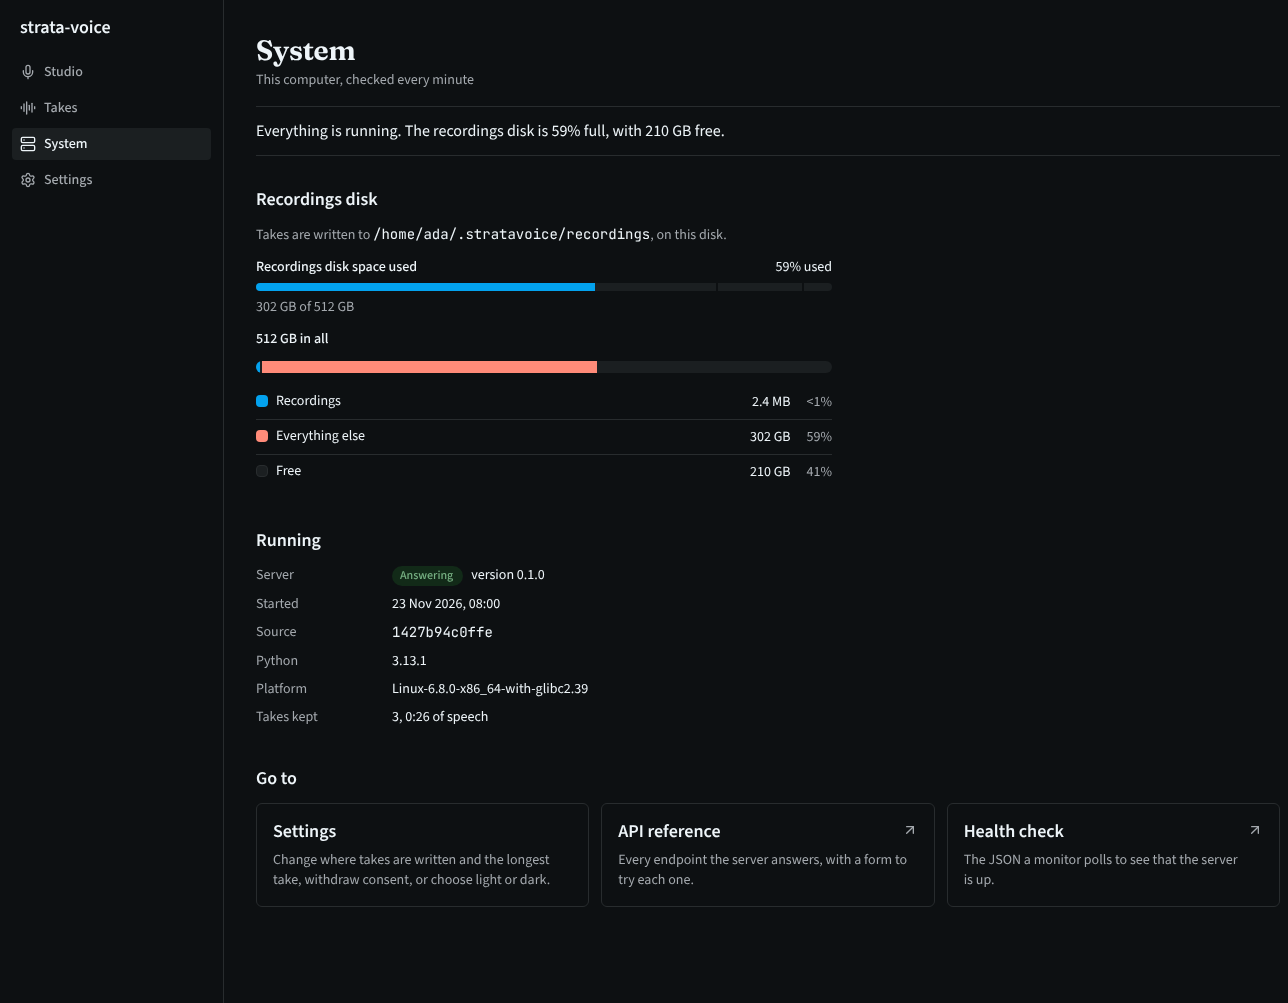 strata-voice
Studio
Takes
System
Settings
System
This computer, checked every minute
Everything is running. The recordings disk is 59% full, with 210 GB free.
Recordings disk
Takes are written to /home/ada/.stratavoice/recordings, on this disk.
Recordings disk space used 59% used
302 GB of 512 GB
512 GB in all
Recordings 2.4 MB <1%
Everything else 302 GB 59%
Free 210 GB 41%
Running
Server Answering version 0.1.0
Started 23 Nov 2026, 08:00
Source 1427b94c0ffe
Python 3.13.1
Platform Linux-6.8.0-x86_64-with-glibc2.39
Takes kept 3, 0:26 of speech
Go to
Settings
Change where takes are written and the longest
take, withdraw consent, or choose light or dark.
API reference
Every endpoint the server answers, with a form to
try each one.
Health check
The JSON a monitor polls to see that the server
is up.